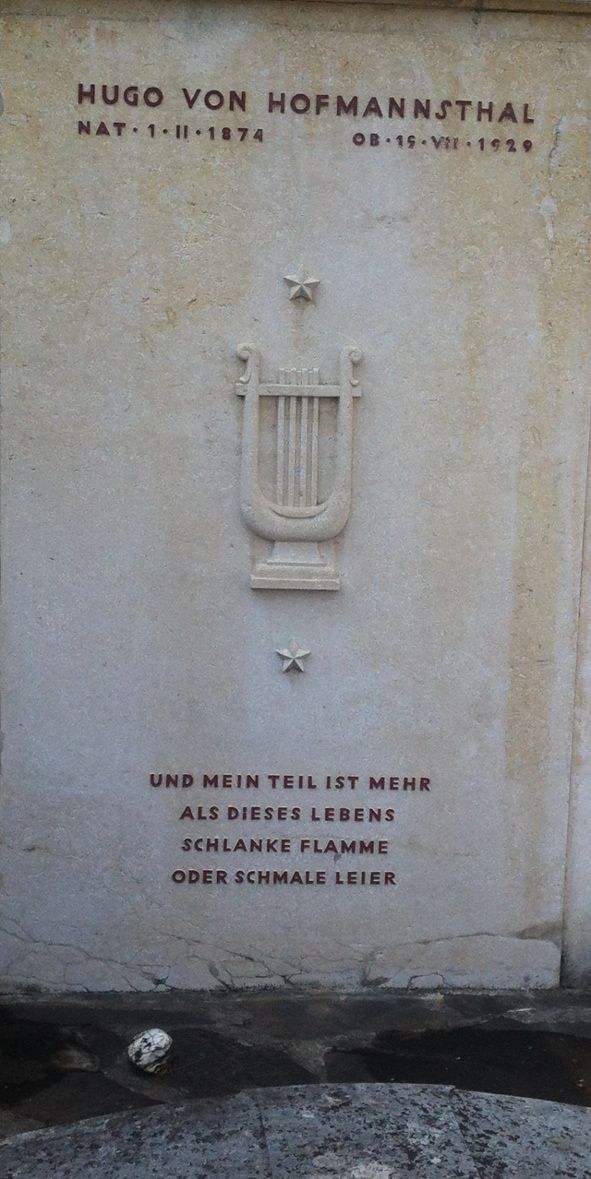 HUGO VON HOFMANNSTHAL
NAT·1·II·1874 OB·15·VII·1929
UND MEIN TEIL IST MEHR
ALS DIESES LEBENS
SCHLANKE FLAMME
ODER SCHMALE LEIER